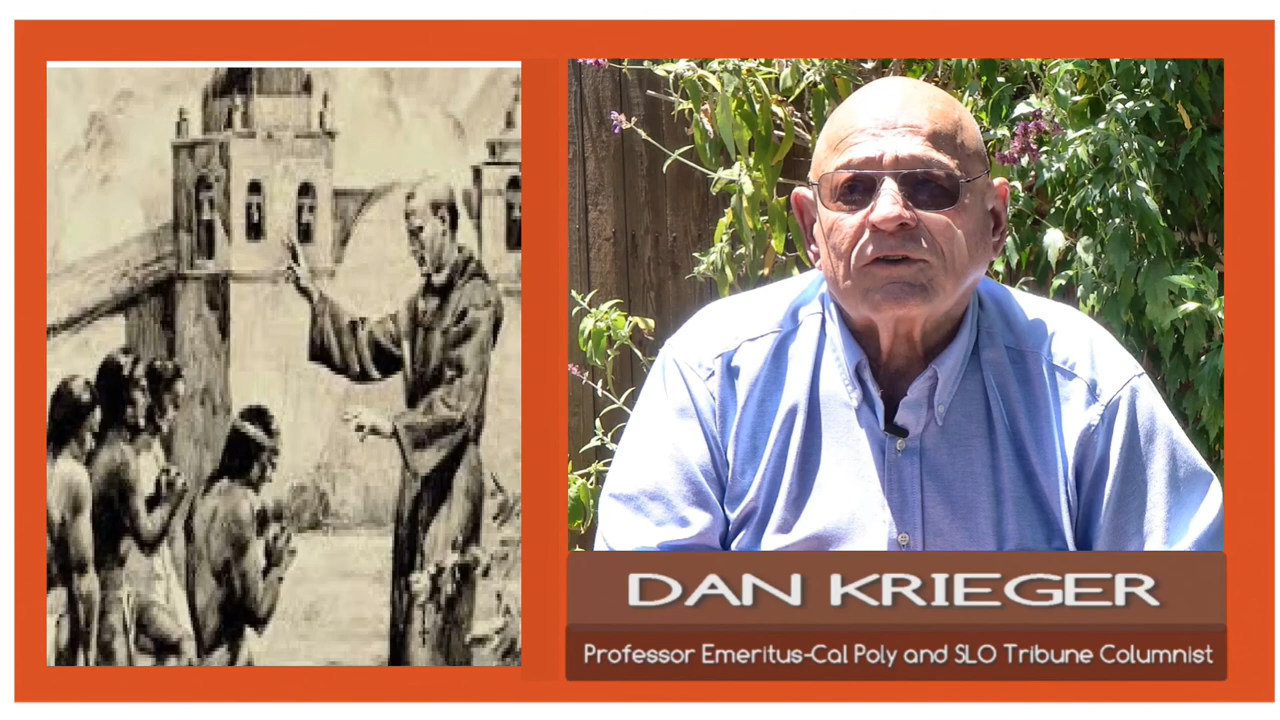 DAN KRIEGER
Professor Emeritus-Cal Poly and SLO Tribune Columnist